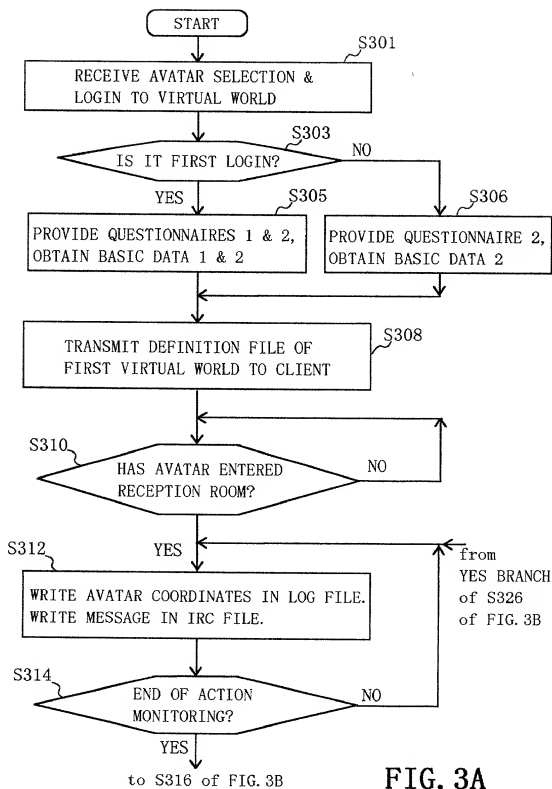 START
S301
RECEIVE AVATAR SELECTION &
LOGIN TO VIRTUAL WORLD
S303
IS IT FIRST LOGIN?
NO
YES
S305
S306
PROVIDE QUESTIONNAIRES 1 & 2,
OBTAIN BASIC DATA 1 & 2
PROVIDE QUESTIONNAIRE 2,
OBTAIN BASIC DATA 2
S308
TRANSMIT DEFINITION FILE OF
FIRST VIRTUAL WORLD TO CLIENT
S310
HAS AVATAR ENTERED
RECEPTION ROOM?
NO
YES
from
YES BRANCH
of S326
of FIG. 3B
S312
WRITE AVATAR COORDINATES IN LOG FILE.
WRITE MESSAGE IN IRC FILE.
S314
END OF ACTION
MONITORING?
NO
YES
to S316 of FIG. 3B
FIG. 3A